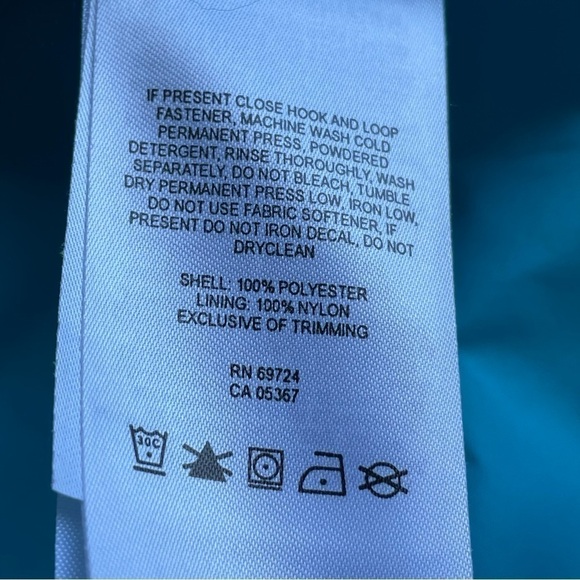 IF PRESENT CLOSE HOOK AND LOOP
FASTENER, MACHINE WASH COLD
PERMANENT PRESS, POWDERED
DETERGENT, RINSE THOROUGHLY, WASH
SEPARATELY, DO NOT BLEACH, TUMBLE
DRY PERMANENT PRESS LOW, IRON LOW,
DO NOT USE FABRIC SOFTENER, IF
PRESENT DO NOT IRON DECAL, DO NOT
DRYCLEAN
SHELL: 100% POLYESTER
LINING: 100% NYLON
EXCLUSIVE OF TRIMMING
RN 69724
CA 05367
30C